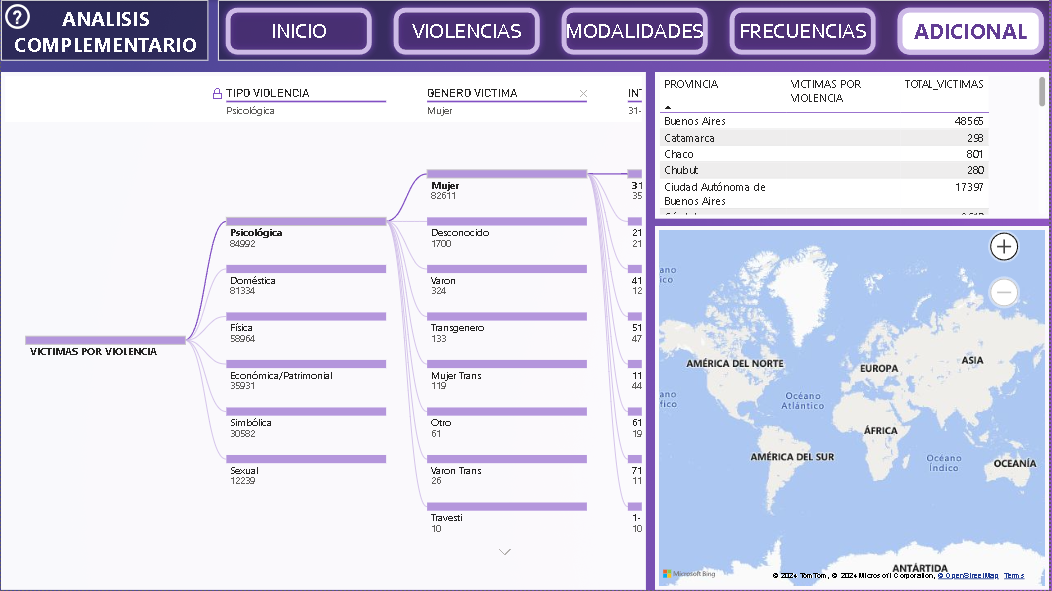 ?
ANALISIS
COMPLEMENTARIO
INICIO
VIOLENCIAS
MODALIDADES
FRECUENCIAS
ADICIONAL
TIPO VIOLENCIA
Psicológica
GENERO VICTIMA
Mujer
INT
31-
VICTIMAS POR VIOLENCIA
Psicológica
84992
Doméstica
81334
Física
58964
Económica/Patrimonial
35931
Simbólica
30582
Sexual
12239
Mujer
82611
Desconocido
1700
Varon
324
Transgenero
133
Mujer Trans
119
Otro
61
Varon Trans
26
Travesti
10
31
35
21
21
41
12
51
47
11
44
61
19
71
11
1-
10
PROVINCIA
VICTIMAS POR
VIOLENCIA
TOTAL_VICTIMAS
Buenos Aires 48565
Catamarca 298
Chaco 801
Chubut 280
Ciudad Autónoma de 17397
Buenos Aires
ano
ico
AMÉRICA DEL NORTE
EUROPA
ASIA
Océano
Atlántico
ano
fico
ÁFRICA
AMÉRICA DEL SUR
Océano
Índico
OCEANÍA
ANTÁRTIDA
Microsoft Bing
© 2024 TomTom, © 2024 Microsoft Corporation, © OpenStreetMap Terms